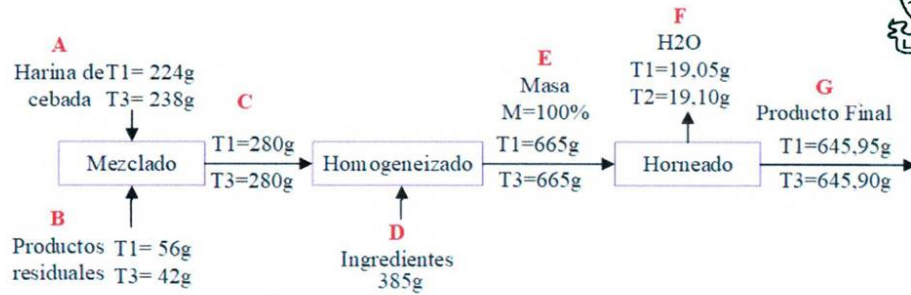 A
Harina de T1= 224g
cebada T3= 238g
C
Mezclado
T1=280g
T3=280g
B
Productos T1= 56g
residuales T3= 42g
Homogeneizado
D
Ingredientes
385g
E
Masa
M=100%
T1=665g
T3=665g
F
H2O
T1=19,05g
T2=19,10g
Horneado
G
Producto Final
T1=645,95g
T3=645,90g